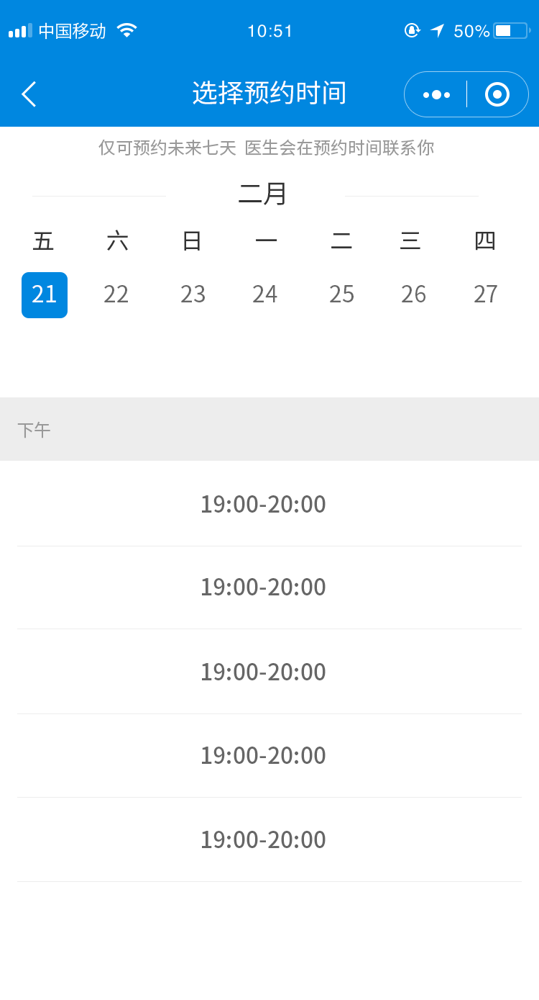 中国移动 10:51 50%
选择预约时间
仅可预约未来七天 医生会在预约时间联系你
二月
五 六 日 一 二 三 四
21 22 23 24 25 26 27
下午
19:00-20:00
19:00-20:00
19:00-20:00
19:00-20:00
19:00-20:00